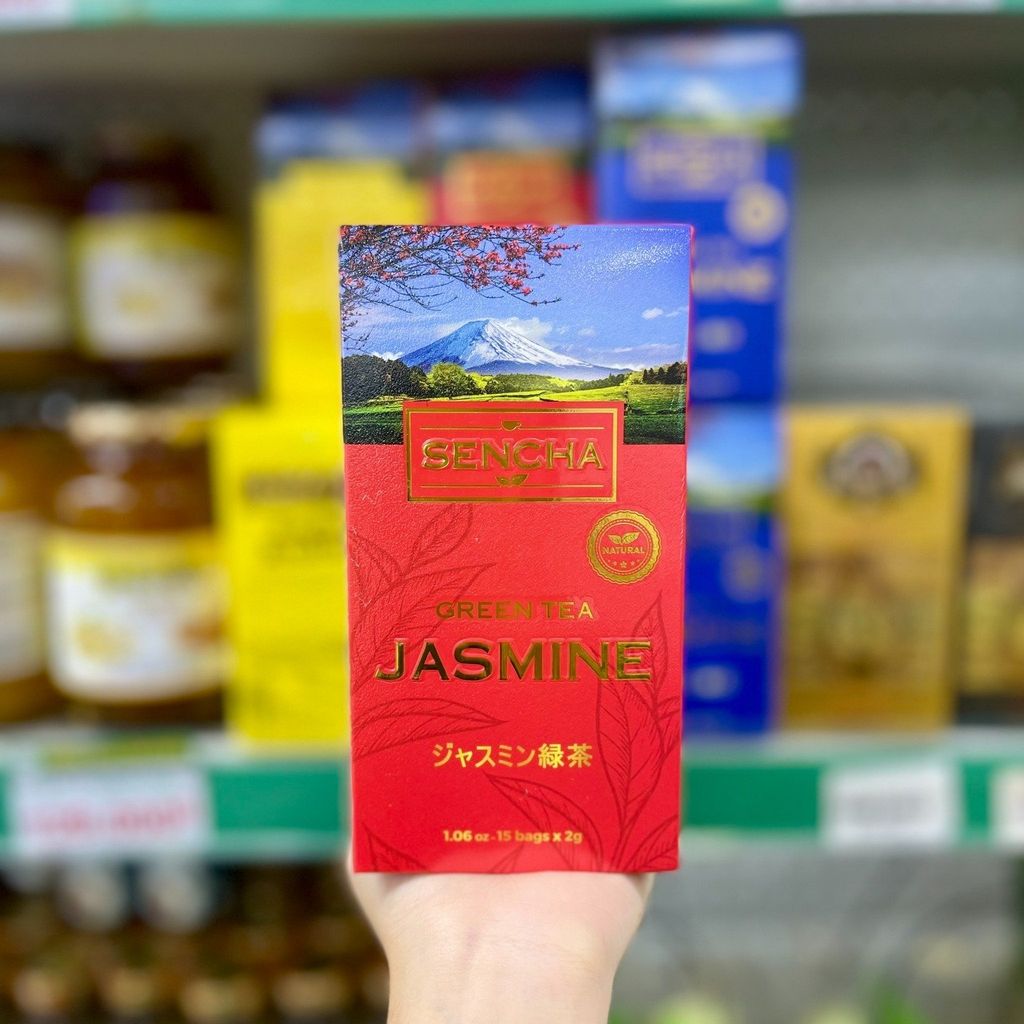 SENCHA
NATURAL
GREEN TEA
JASMINE
ジャスミン緑茶
1.06 oz - 15 bags x 2g